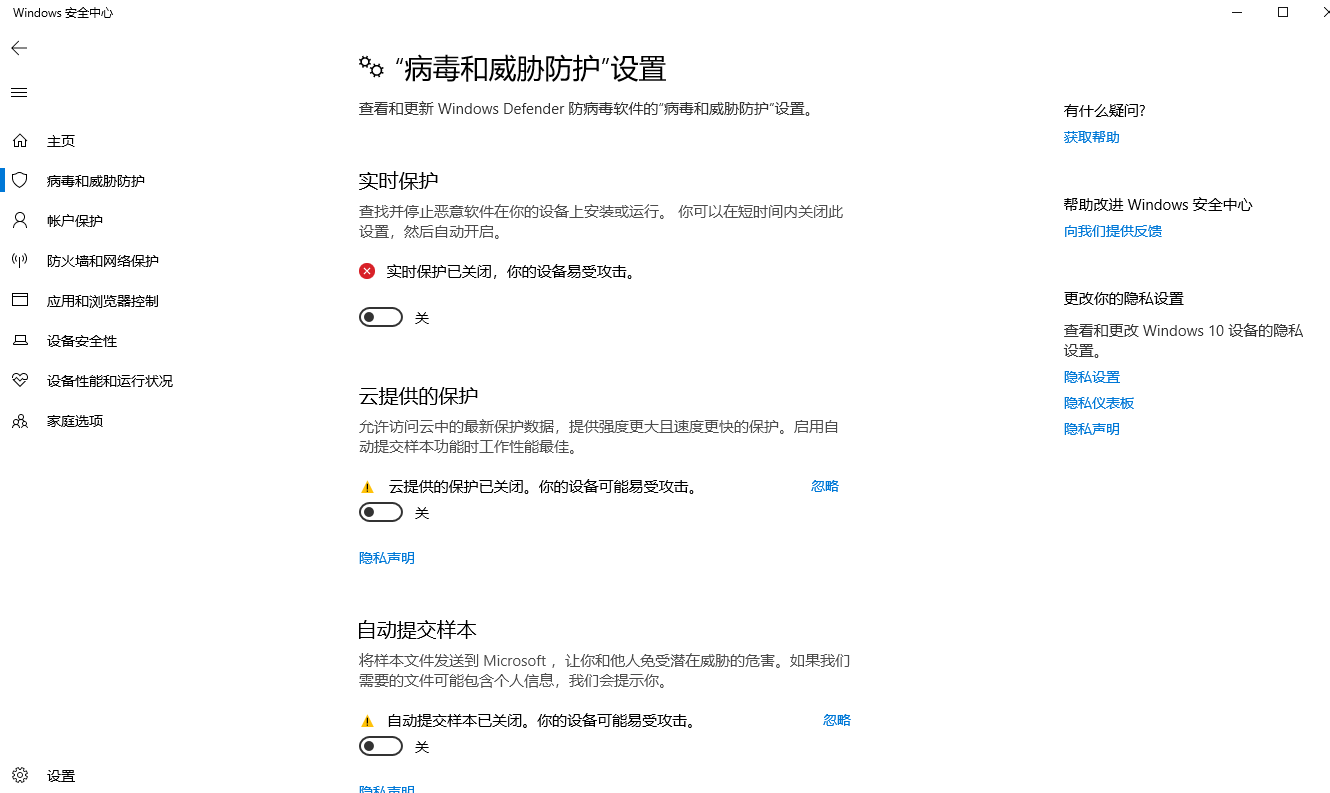 Windows 安全中心
主页
病毒和威胁防护
帐户保护
防火墙和网络保护
应用和浏览器控制
设备安全性
设备性能和运行状况
家庭选项
设置
“病毒和威胁防护”设置
查看和更新 Windows Defender 防病毒软件的“病毒和威胁防护”设置。
实时保护
查找并停止恶意软件在你的设备上安装或运行。 你可以在短时间内关闭此
设置，然后自动开启。
实时保护已关闭，你的设备易受攻击。
关
云提供的保护
允许访问云中的最新保护数据，提供强度更大且速度更快的保护。启用自
动提交样本功能时工作性能最佳。
云提供的保护已关闭。你的设备可能易受攻击。 忽略
关
隐私声明
自动提交样本
将样本文件发送到 Microsoft ，让你和他人免受潜在威胁的危害。如果我们
需要的文件可能包含个人信息，我们会提示你。
自动提交样本已关闭。你的设备可能易受攻击。 忽略
关
隐私声明
有什么疑问?
获取帮助
帮助改进 Windows 安全中心
向我们提供反馈
更改你的隐私设置
查看和更改 Windows 10 设备的隐私
设置。
隐私设置
隐私仪表板
隐私声明